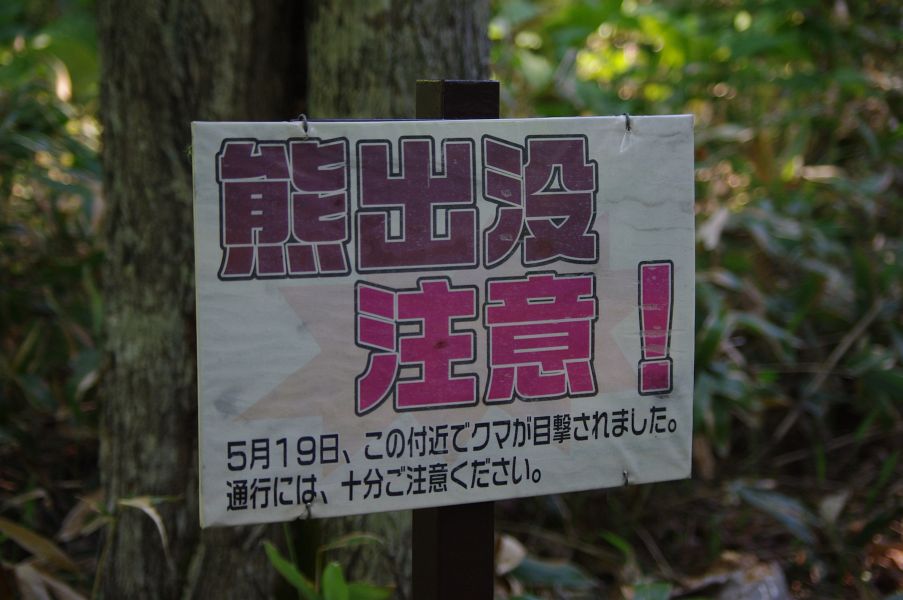 熊出没
注意!
5月19日、この付近でクマが目撃されました。
通行には、十分ご注意ください。